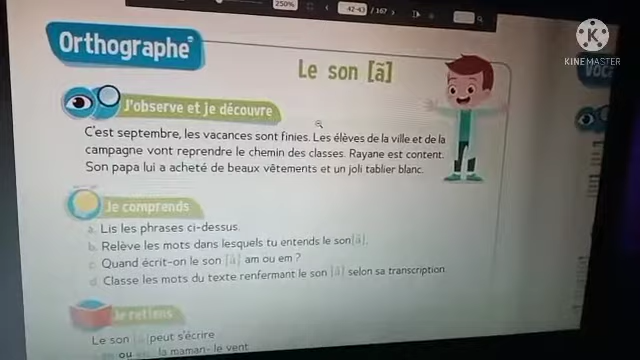 250%
42-43 / 167
KINEMASTER
Orthographe
Le son [ã]
Voca
J'observe et je découvre
C'est septembre, les vacances sont finies. Les élèves de la ville et de la
campagne vont reprendre le chemin des classes. Rayane est content.
Son papa lui a acheté de beaux vêtements et un joli tablier blanc.
Je comprends
a. Lis les phrases ci-dessus.
b. Relève les mots dans lesquels tu entends le son [ã].
c. Quand écrit-on le son [ã] am ou em ?
d. Classe les mots du texte renfermant le son [ã] selon sa transcription
Je retiens
Le son [ã] peut s'écrire
ou la maman- le vent